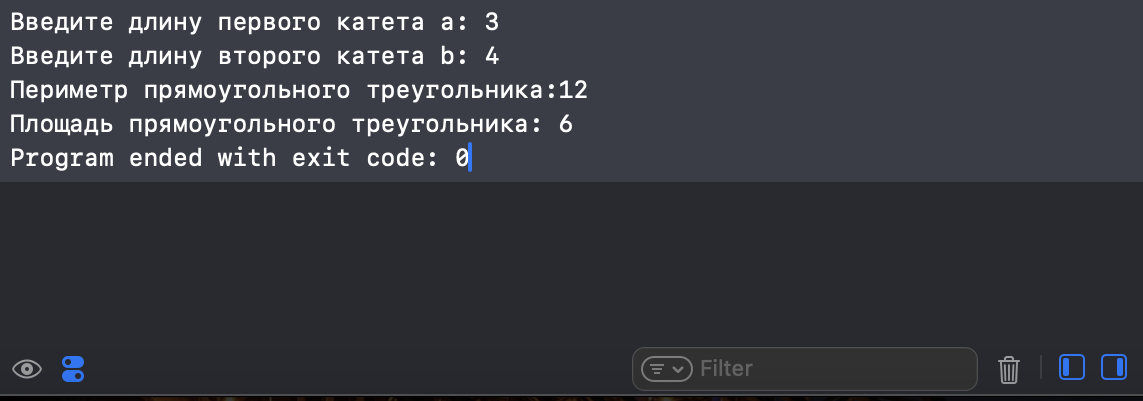 Введите длину первого катета a: 3
Введите длину второго катета b: 4
Периметр прямоугольного треугольника:12
Площадь прямоугольного треугольника: 6
Program ended with exit code: 0
Filter